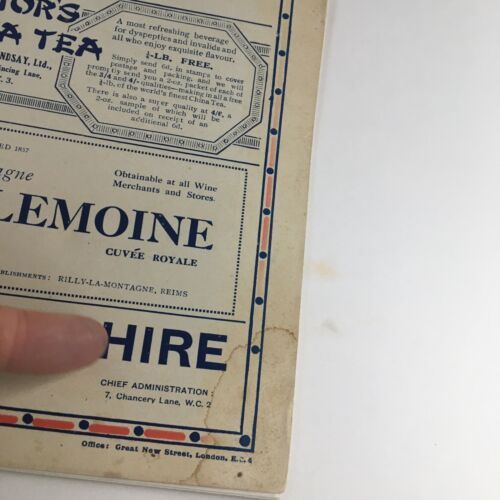 A TEA
NDSAY, Ltd.,
ncing Lane,
C. 3.
A most refreshing beverage
for dyspeptics and invalids and
all who enjoy exquisite flavour.
¼-LB. FREE.
Simply send 6d. in stamps to cover
postage and packing, and we will
promptly send you a 2-oz. packet of each of
the 3/4 and 4/- qualities—making in all a free
¼-lb. of the world's finest China Tea.
There is also a super quality at 4/6, a
2-oz. sample of which will be
included on receipt of an
additional 6d.
ED 1857
agne
Obtainable at all Wine
Merchants and Stores.
LEMOINE
CUVÉE ROYALE
BLISHMENTS: RILLY-LA-MONTAGNE, REIMS
HIRE
CHIEF ADMINISTRATION:
7, Chancery Lane, W.C. 2
Office: Great New Street, London. E.C. 4